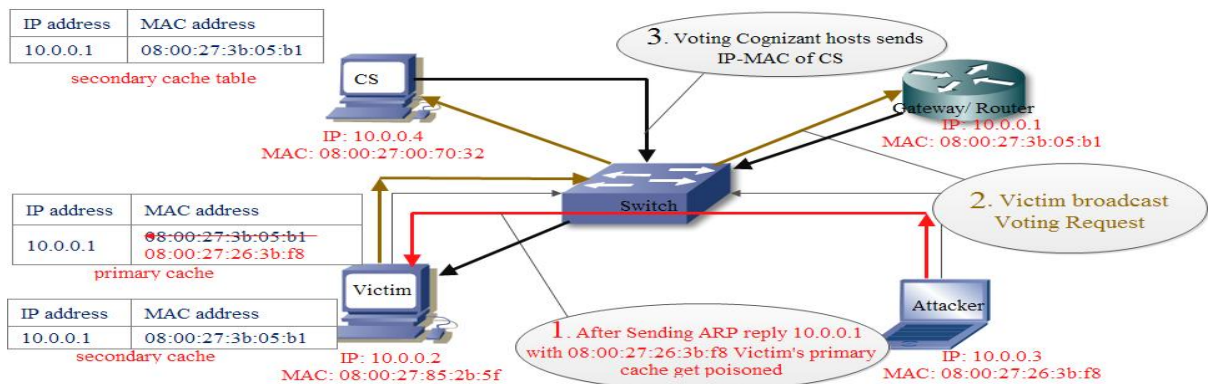 IP address MAC address
10.0.0.1 08:00:27:3b:05:b1
secondary cache table
CS
IP: 10.0.0.4
MAC: 08:00:27:00:70:32
3. Voting Cognizant hosts sends
IP-MAC of CS
Gateway/ Router
IP: 10.0.0.1
MAC: 08:00:27:3b:05:b1
Switch
2. Victim broadcast
Voting Request
IP address MAC address
10.0.0.1 08:00:27:3b:05:b1
08:00:27:26:3b:f8
primary cache
Victim
IP address MAC address
10.0.0.1 08:00:27:3b:05:b1
secondary cache
IP: 10.0.0.2
MAC: 08:00:27:85:2b:5f
1. After Sending ARP reply 10.0.0.1
with 08:00:27:26:3b:f8 Victim's primary
cache get poisoned
Attacker
IP: 10.0.0.3
MAC: 08:00:27:26:3b:f8